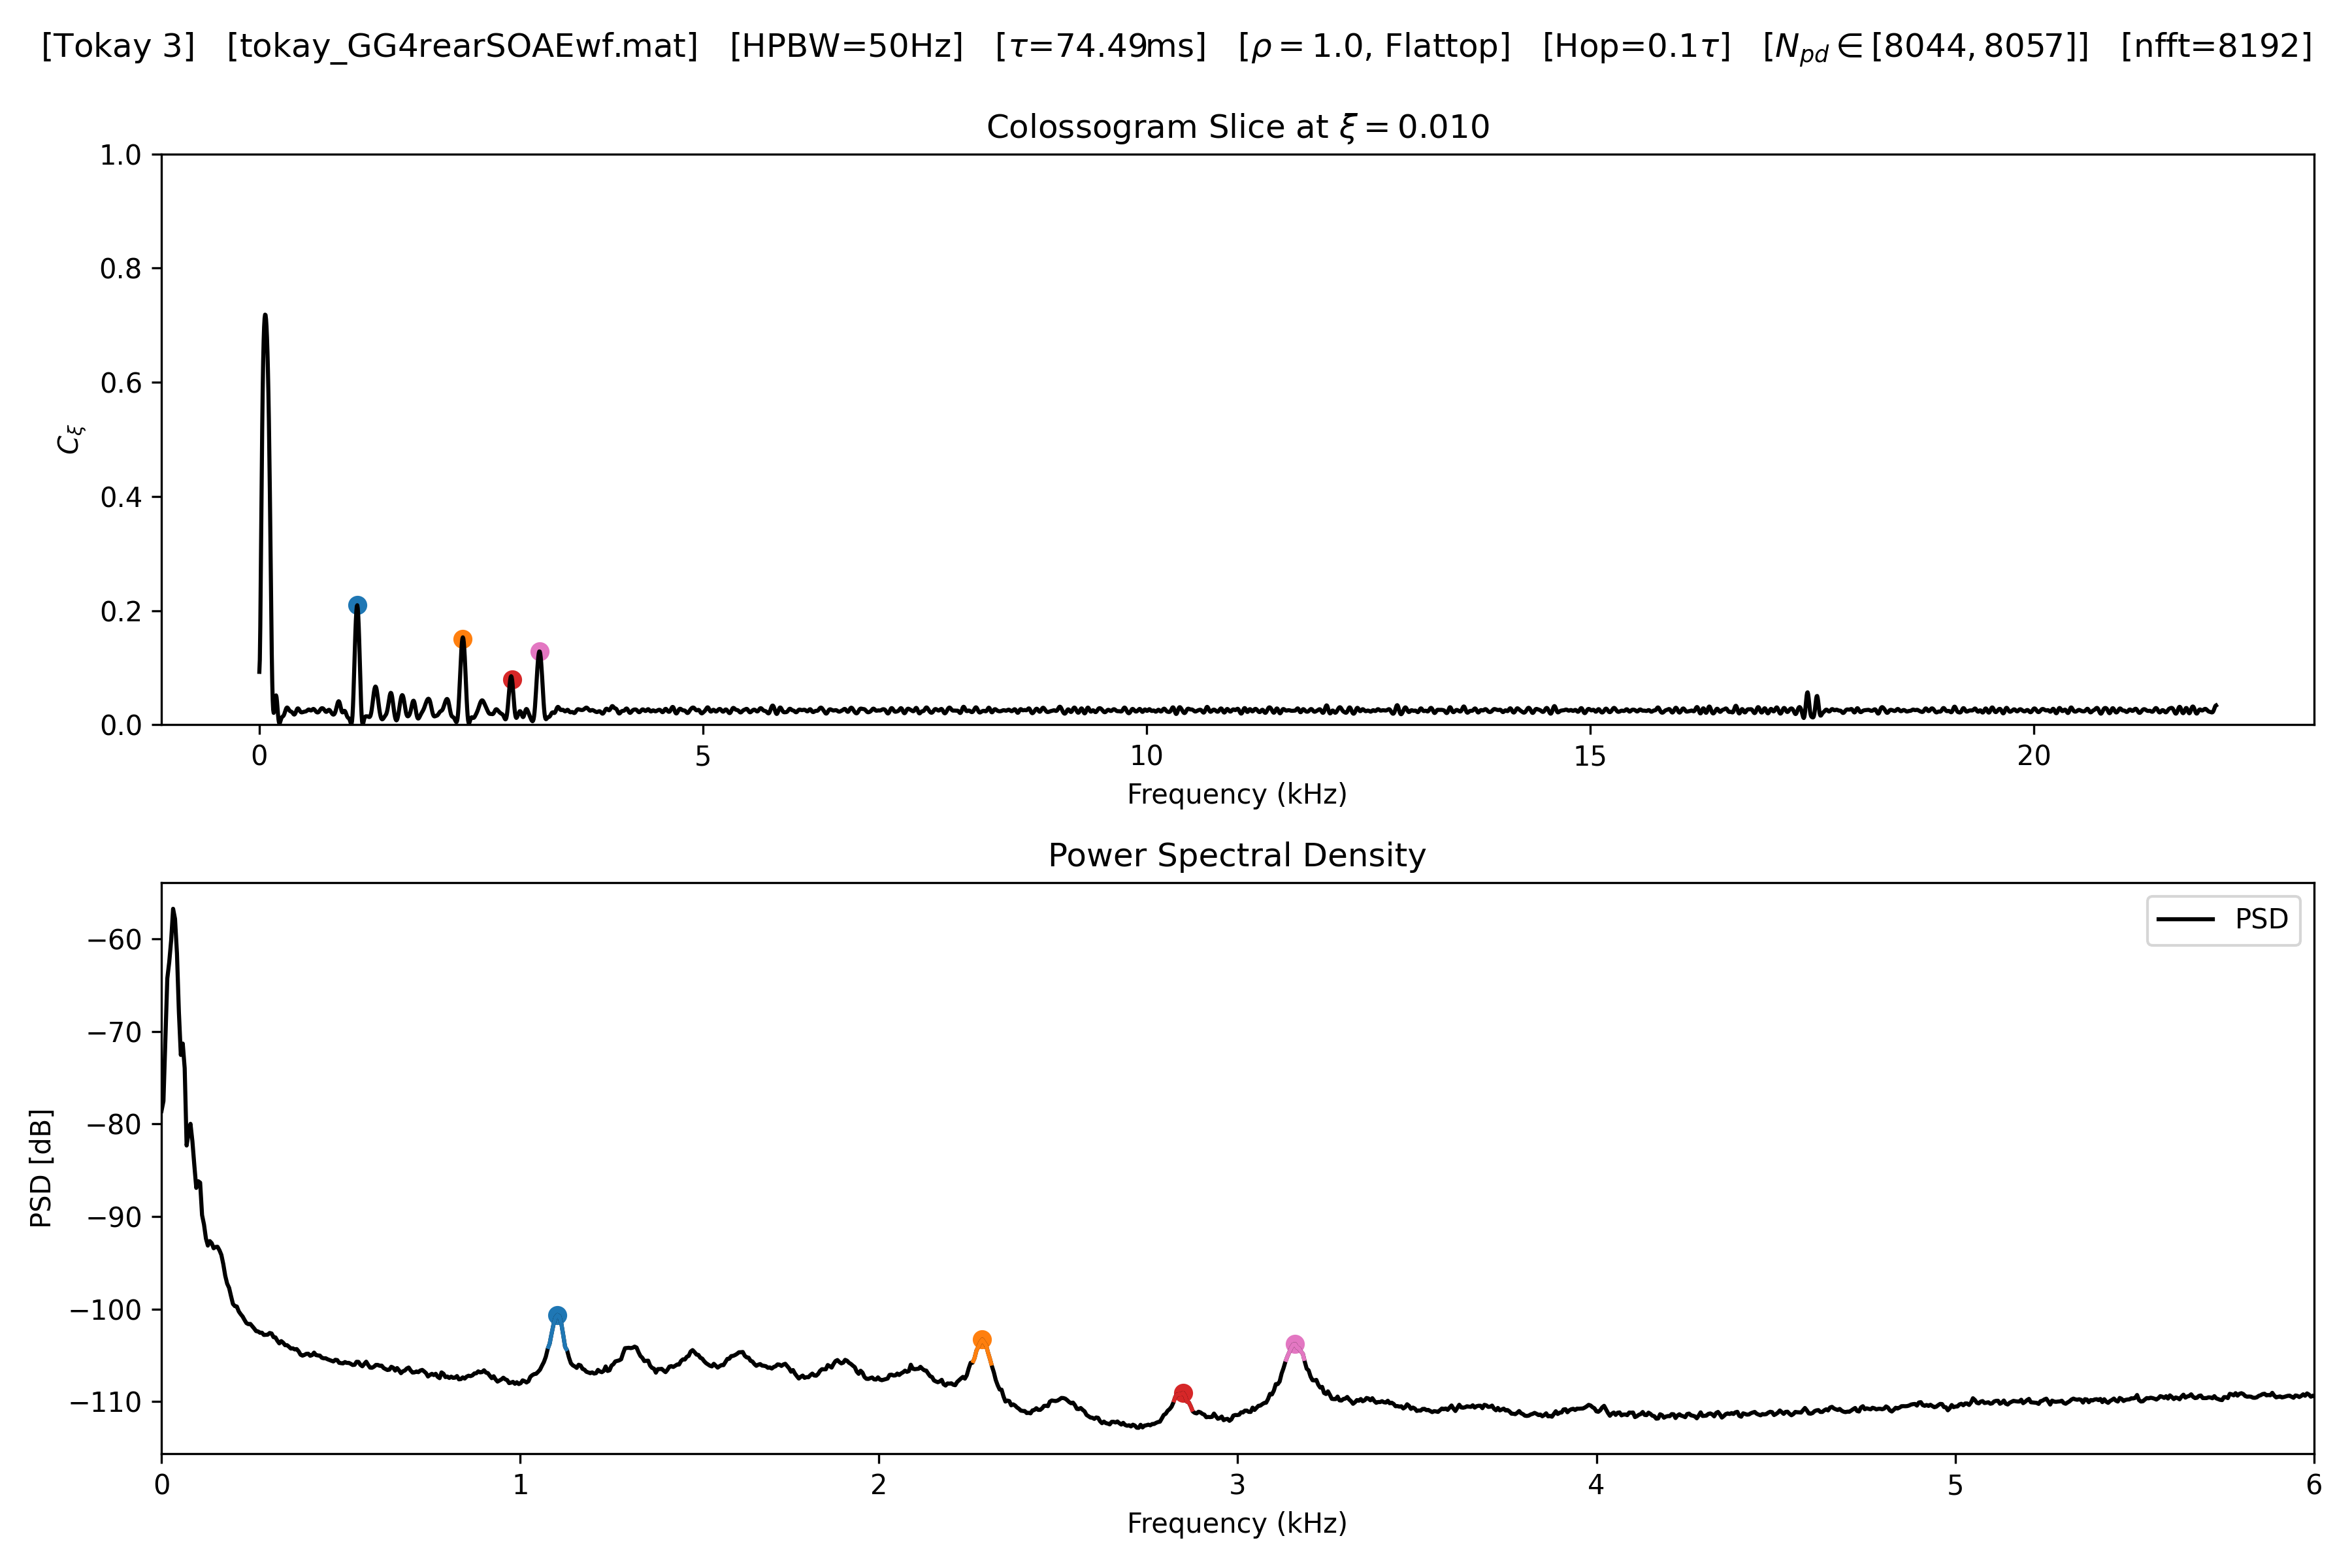 [Tokay 3] [tokay_GG4rearSOAEwf.mat] [HPBW=50Hz] [τ=74.49ms] [ρ = 1.0, Flattop] [Hop=0.1τ] [N_pd ∈ [8044, 8057]] [nfft=8192]
Colossogram Slice at ξ = 0.010
1.0
0.8
0.6
0.4
0.2
0.0
C_ξ
0 5 10 15 20
Frequency (kHz)
Power Spectral Density
PSD
−60
−70
−80
−90
−100
−110
PSD [dB]
0 1 2 3 4 5 6
Frequency (kHz)